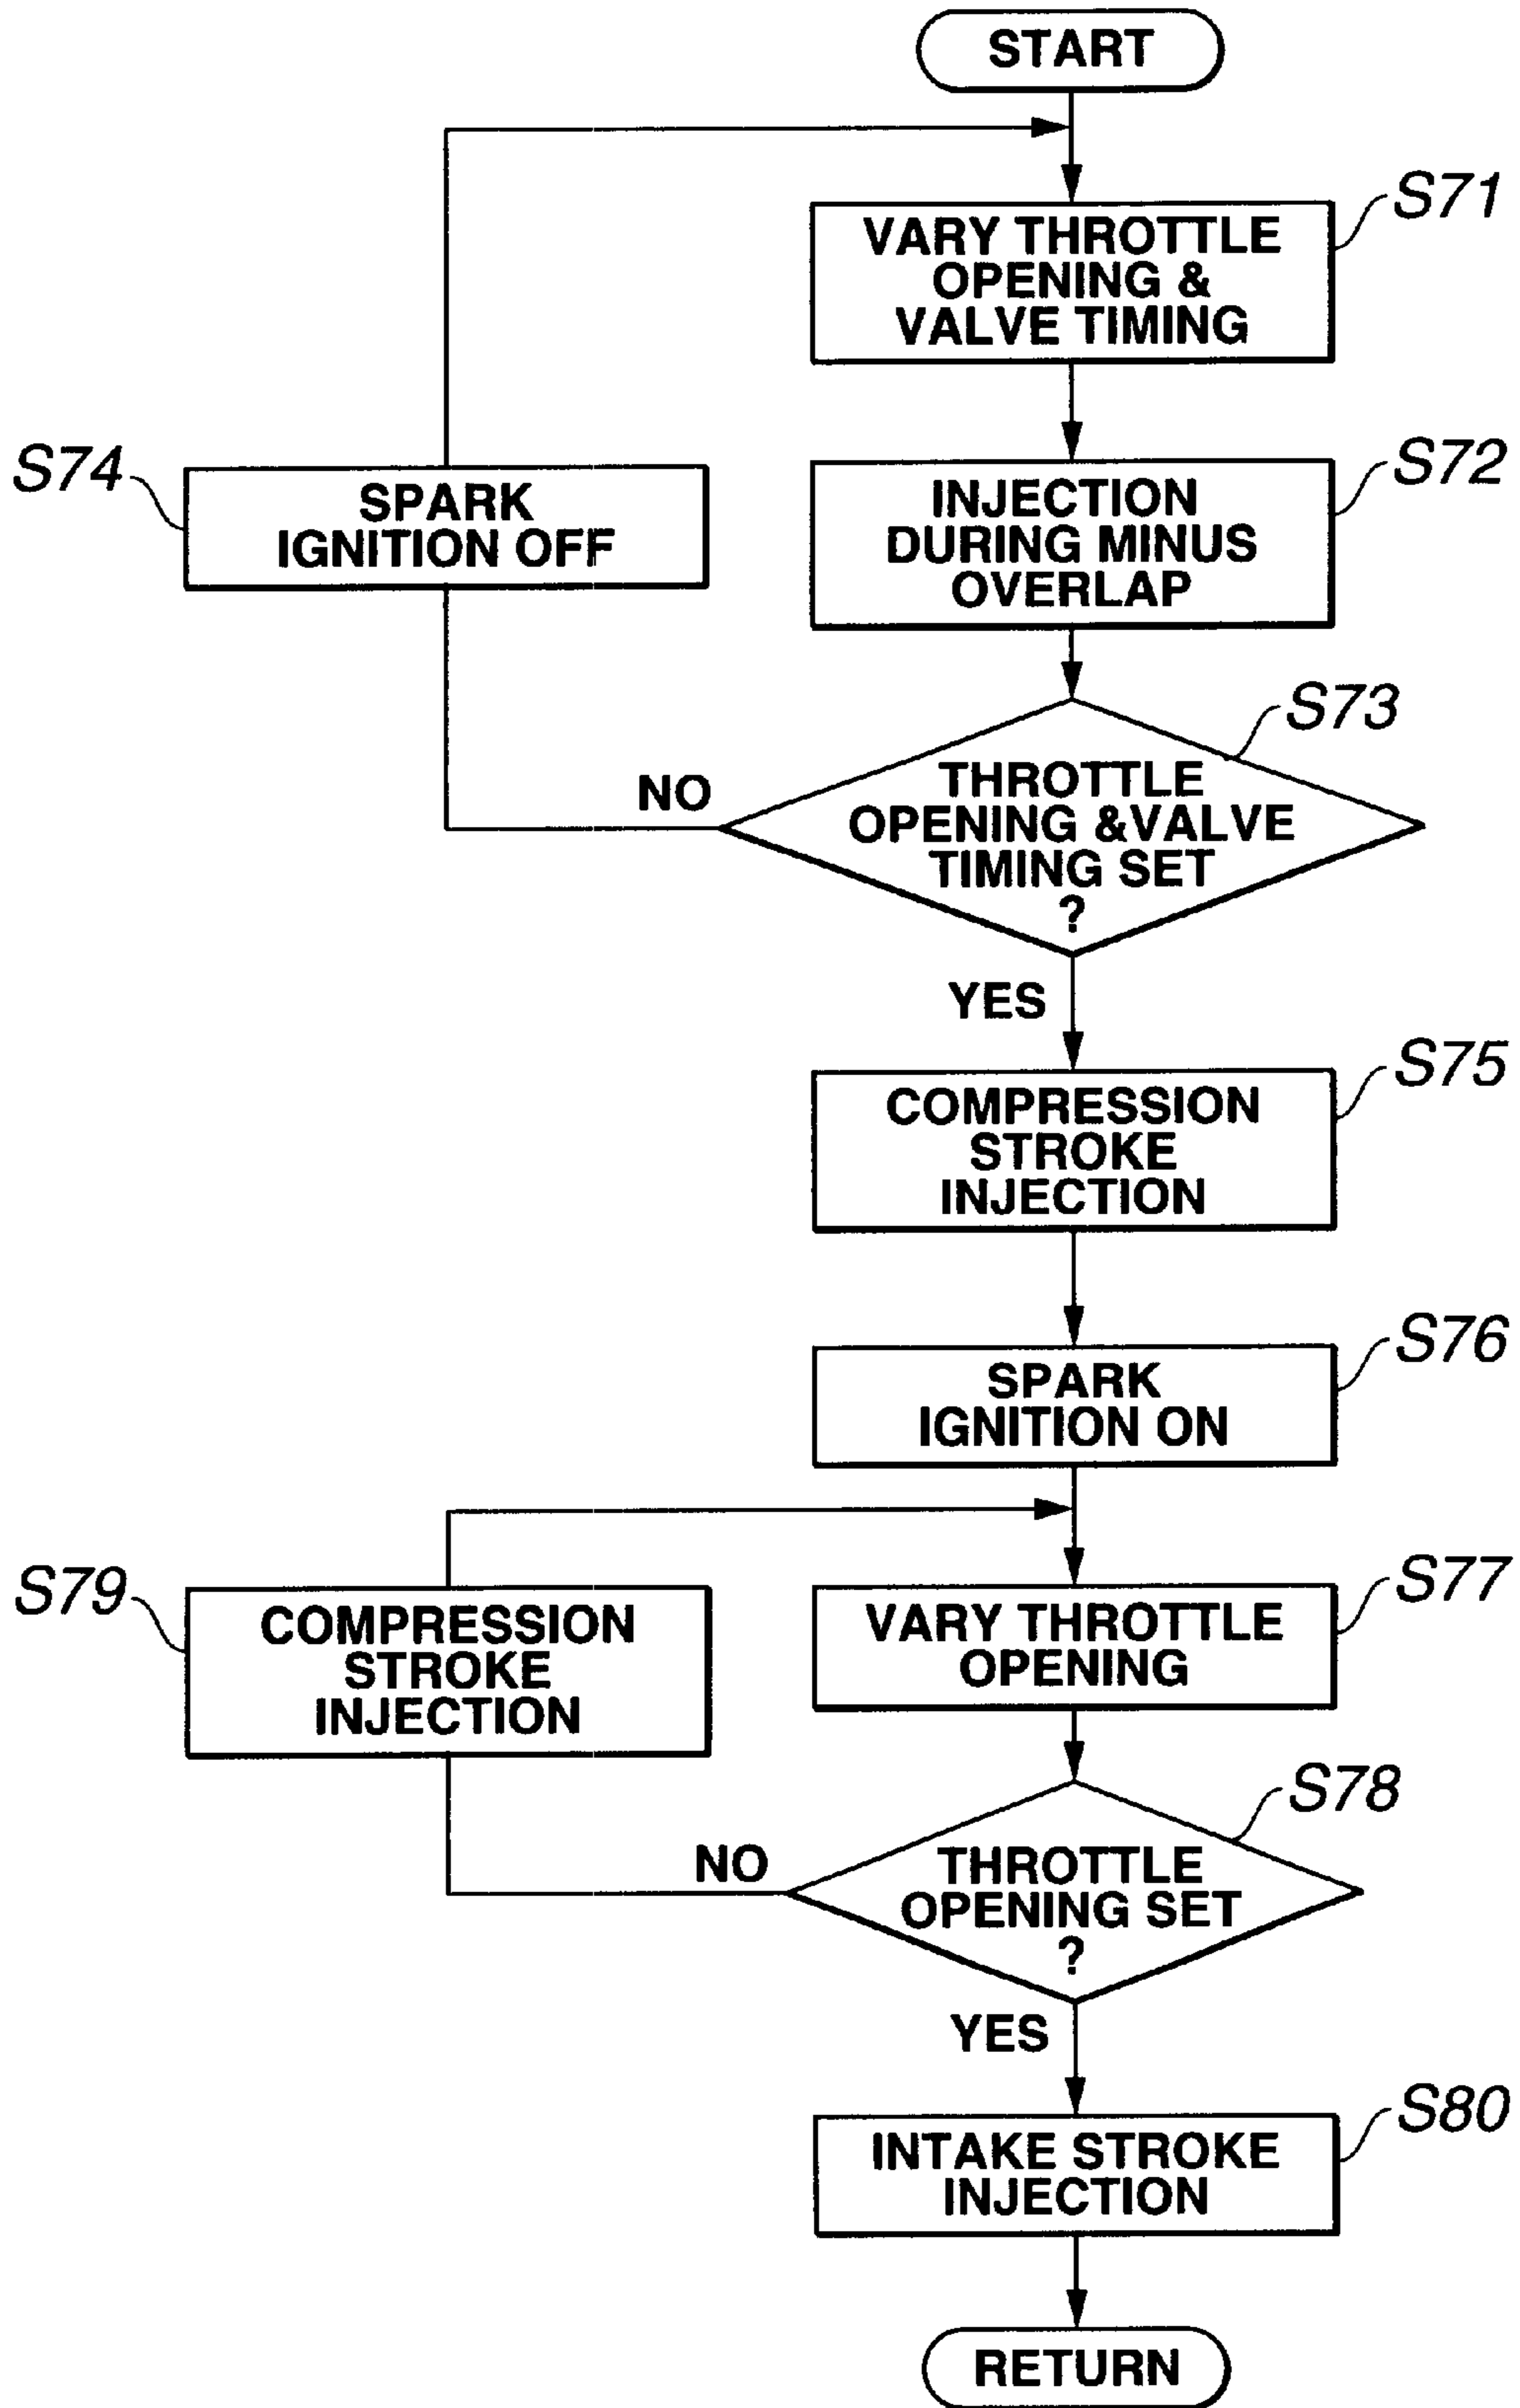 START
S71
VARY THROTTLE
OPENING &
VALVE TIMING
S72
INJECTION
DURING MINUS
OVERLAP
S74
SPARK
IGNITION OFF
S73
THROTTLE
OPENING &VALVE
TIMING SET
?
NO
YES
S75
COMPRESSION
STROKE
INJECTION
S76
SPARK
IGNITION ON
S77
VARY THROTTLE
OPENING
S79
COMPRESSION
STROKE
INJECTION
S78
THROTTLE
OPENING SET
?
NO
YES
S80
INTAKE STROKE
INJECTION
RETURN